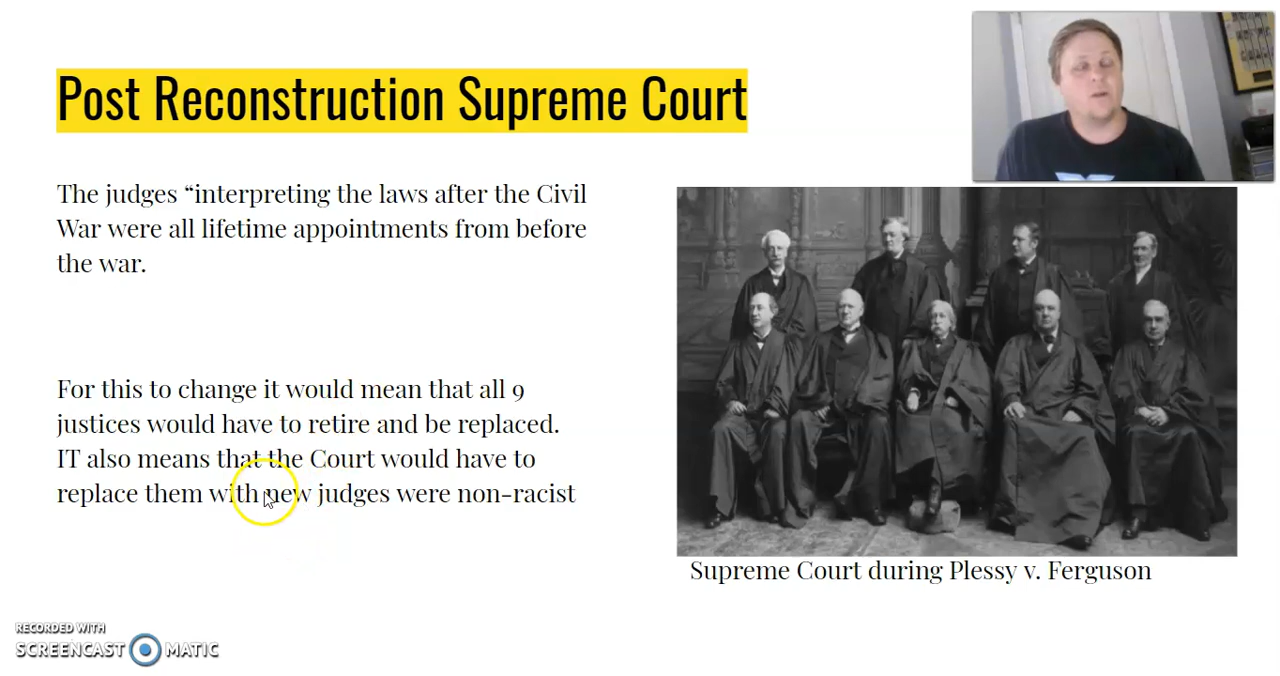 Post Reconstruction Supreme Court
The judges “interpreting the laws after the Civil
War were all lifetime appointments from before
the war.
For this to change it would mean that all 9
justices would have to retire and be replaced.
IT also means that the Court would have to
replace them with new judges were non-racist
Supreme Court during Plessy v. Ferguson
RECORDED WITH
SCREENCAST MATIC